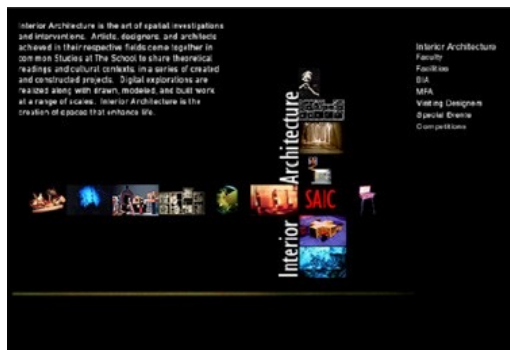 Interior Architecture is the art of spatial investigations
and interventions. Artists, designers, and architects
achieved in their respective fields come together in
common Studios at The School to share theoretical
readings and cultural contexts, in a series of created
and constructed projects. Digital explorations are
realized along with drawn, modeled, and built work
at a range of scales. Interior Architecture is the
creation of spaces that enhance life.
Interior Architecture
Faculty
Facilities
BIA
MFA
Visiting Designers
Special Events
Competitions
Interior Architecture
SAIC